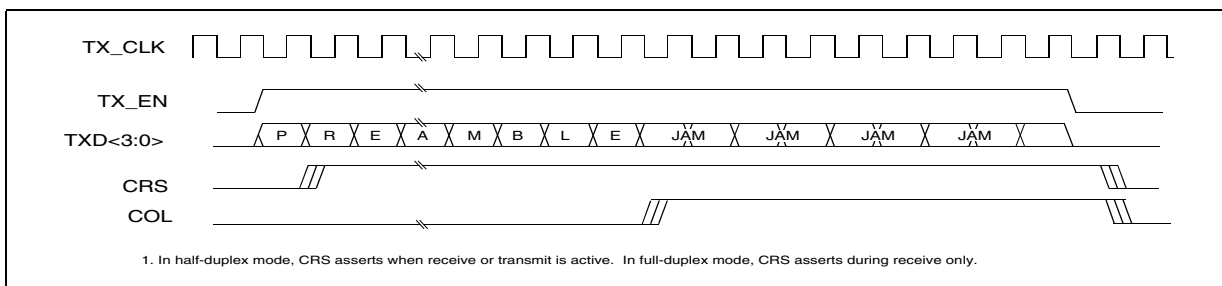 TX_CLK
TX_EN
TXD<3:0> P R E A M B L E JAM JAM JAM JAM
CRS
COL
1. In half-duplex mode, CRS asserts when receive or transmit is active. In full-duplex mode, CRS asserts during receive only.